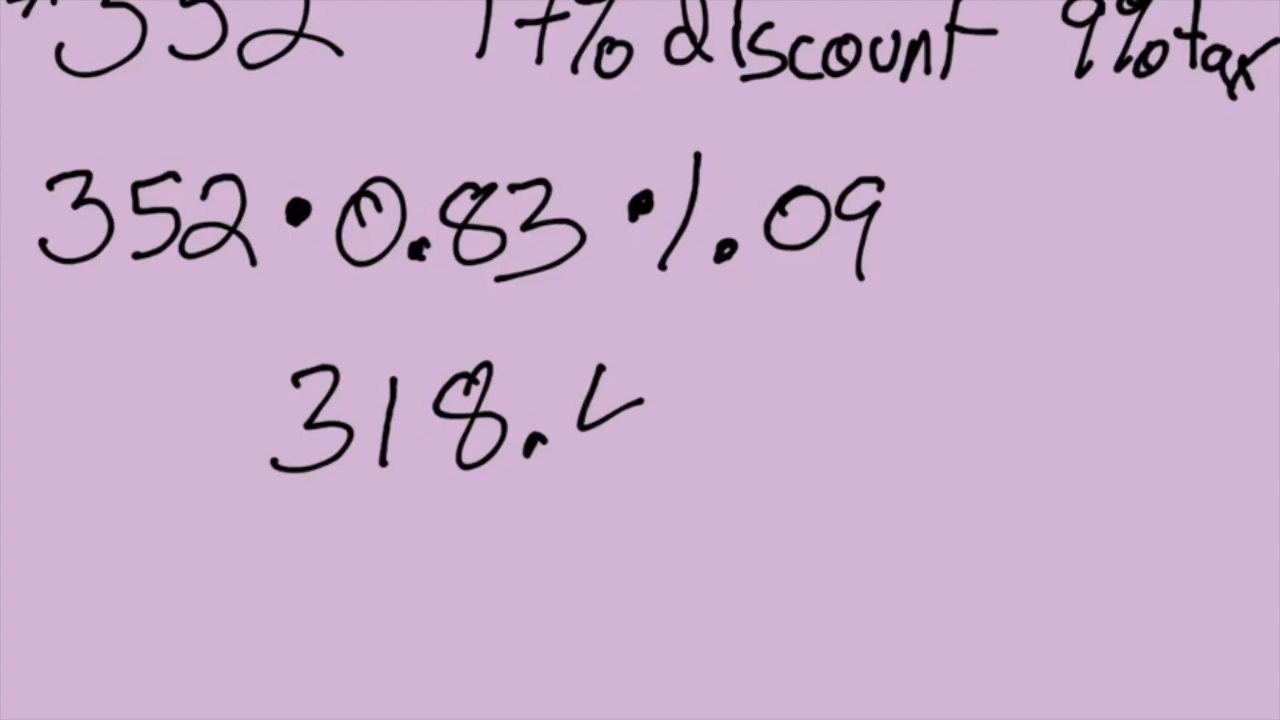 $352 17% discount 9% tax
352 • 0.83 • 1.09
318.